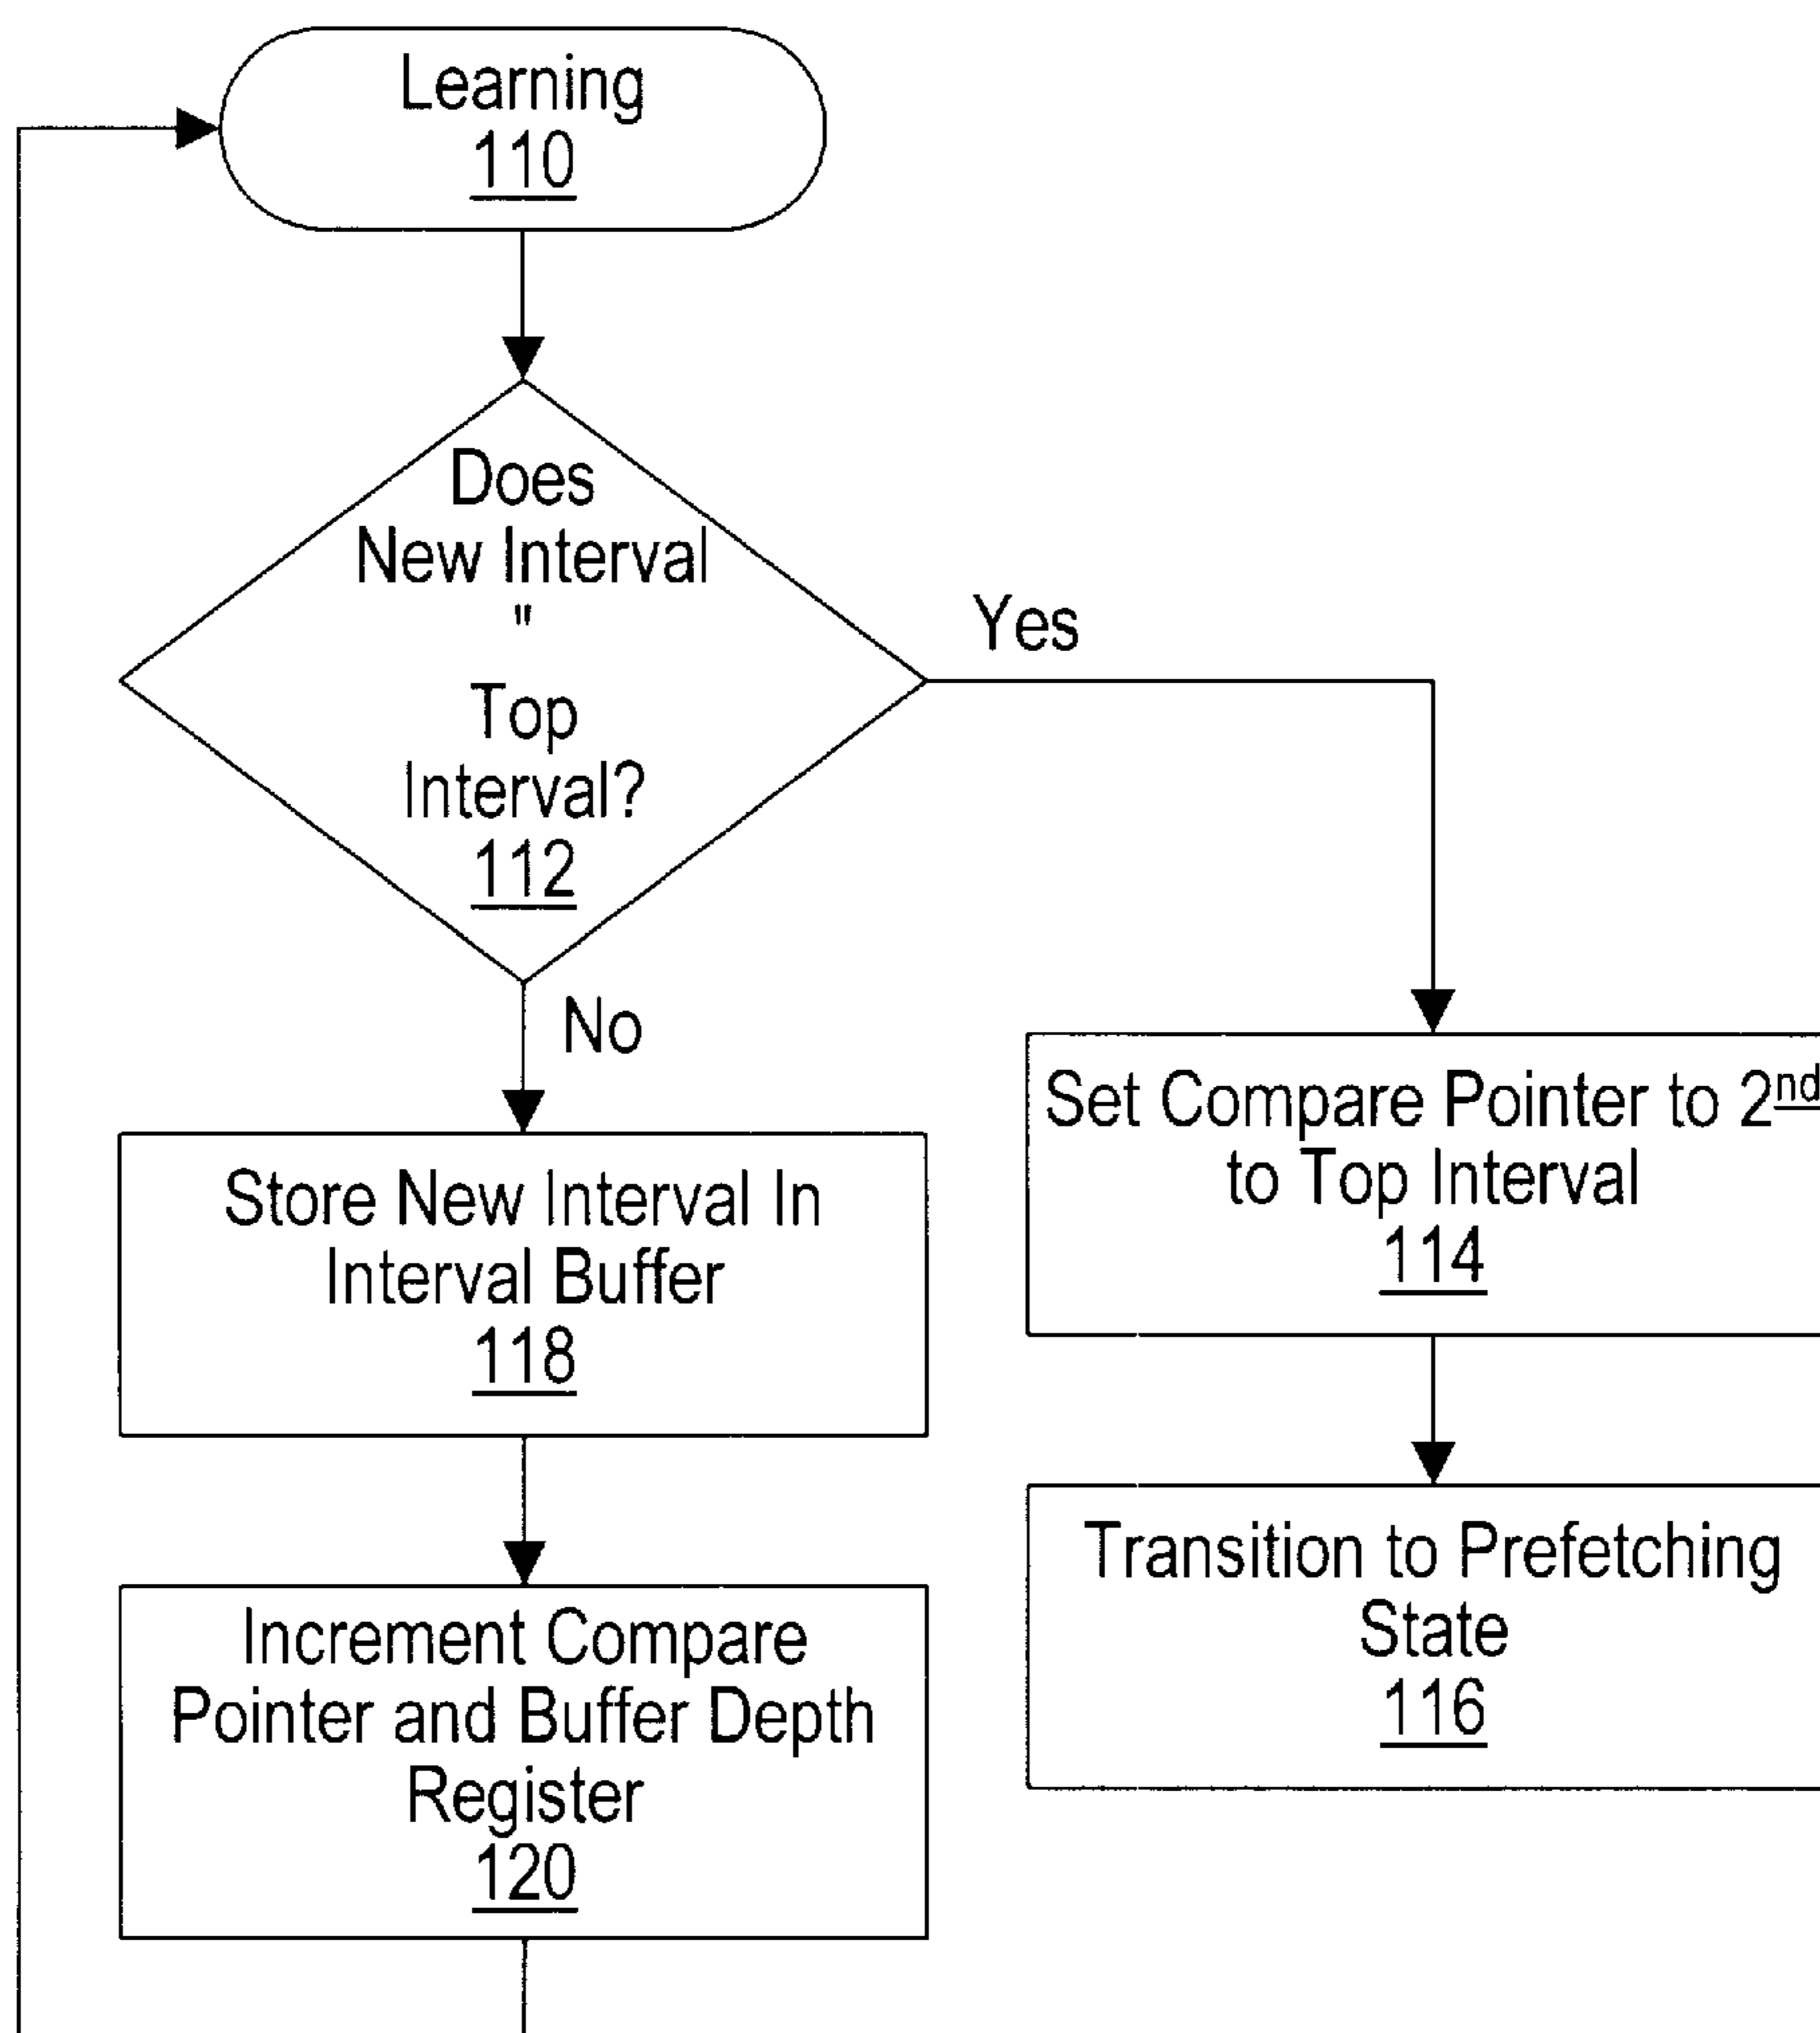 Learning
110
Does
New Interval
"
Top
Interval?
112
Yes
No
Set Compare Pointer to 2nd
to Top Interval
114
Store New Interval In
Interval Buffer
118
Transition to Prefetching
State
116
Increment Compare
Pointer and Buffer Depth
Register
120